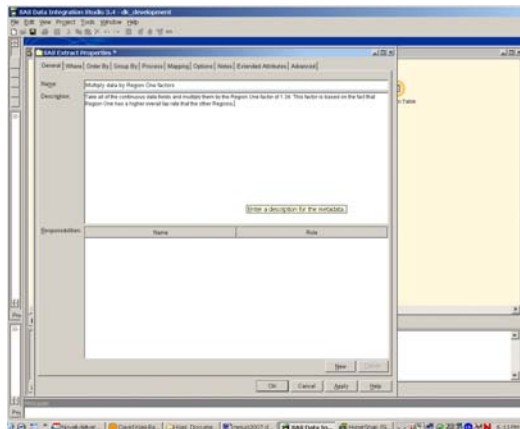 SAS Data Integration Studio 3.4 - dk_development
File Edit View Project Tools Window Help
SAS Extract Properties *
General Where Order By Group By Process Mapping Options Notes Extended Attributes Advanced
Name: Multiply data by Region One factors
Description: Take all of the continuous data fields and multiply them by the Region One factor of 1.34. This factor is based on the fact that
Region One has a higher overall tax rate that the other Regions.
Table
Enter a description for the metadata.
Responsibilities:
Name Role
New Delete
OK Cancel Apply Help
SAS Data In...